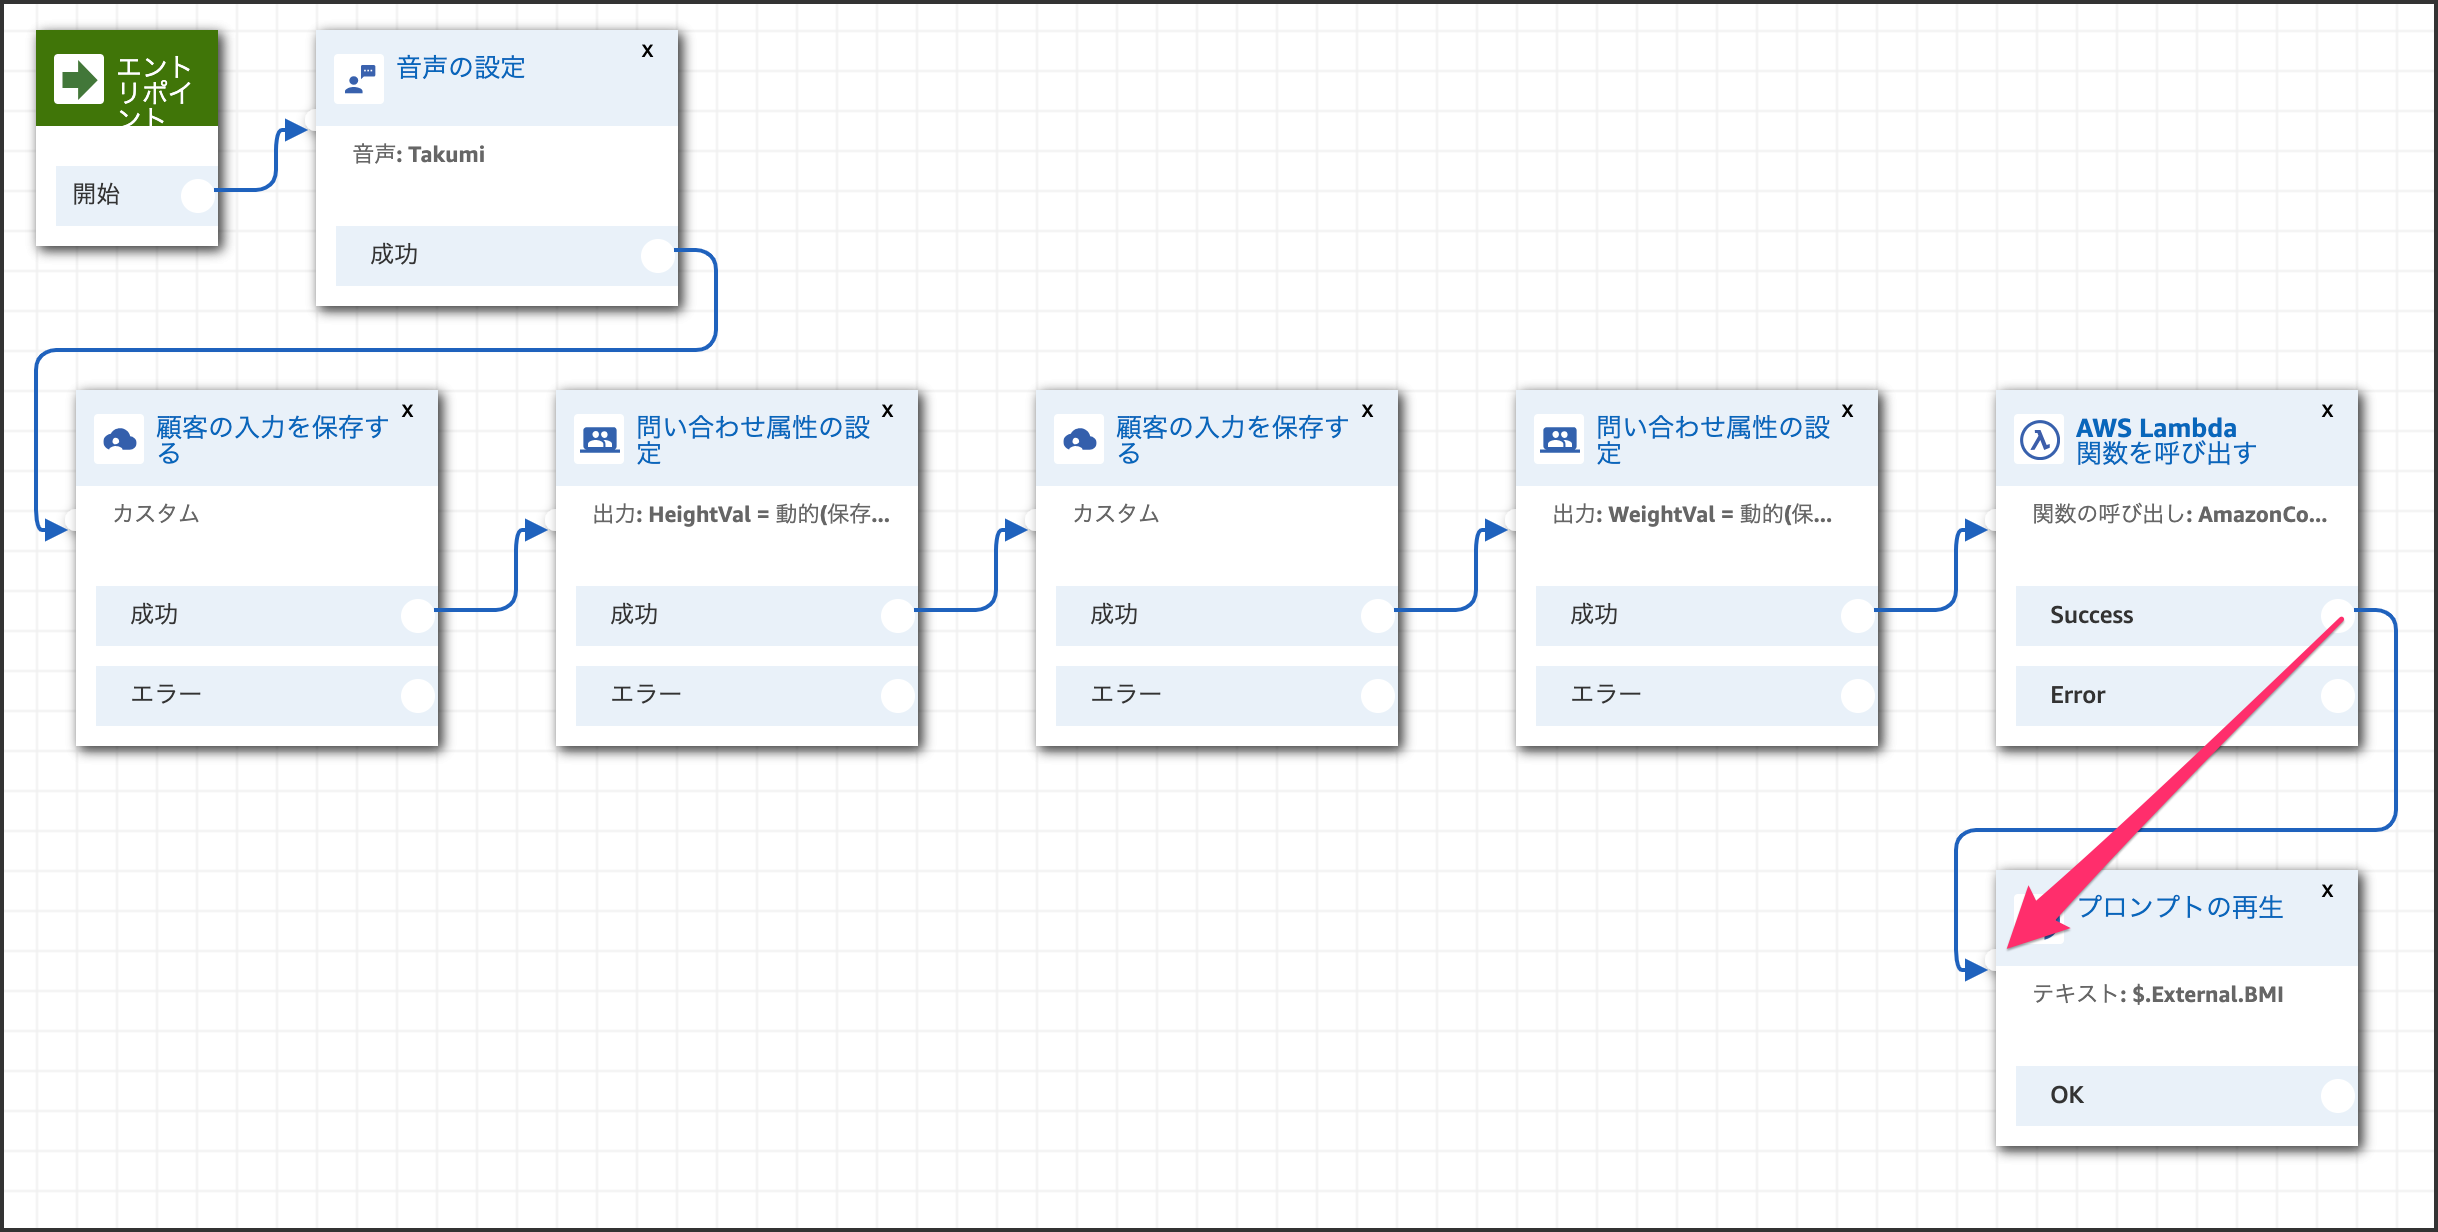 エント
リポイ
ント
開始
音声の設定
X
音声: Takumi
成功
顧客の入力を保存す
る
X
カスタム
成功
エラー
問い合わせ属性の設
定
X
出力: HeightVal = 動的(保存...
成功
エラー
顧客の入力を保存す
る
X
カスタム
成功
エラー
問い合わせ属性の設
定
X
出力: WeightVal = 動的(保...
成功
エラー
AWS Lambda
関数を呼び出す
X
関数の呼び出し: AmazonCo...
Success
Error
プロンプトの再生
X
テキスト: $.External.BMI
OK